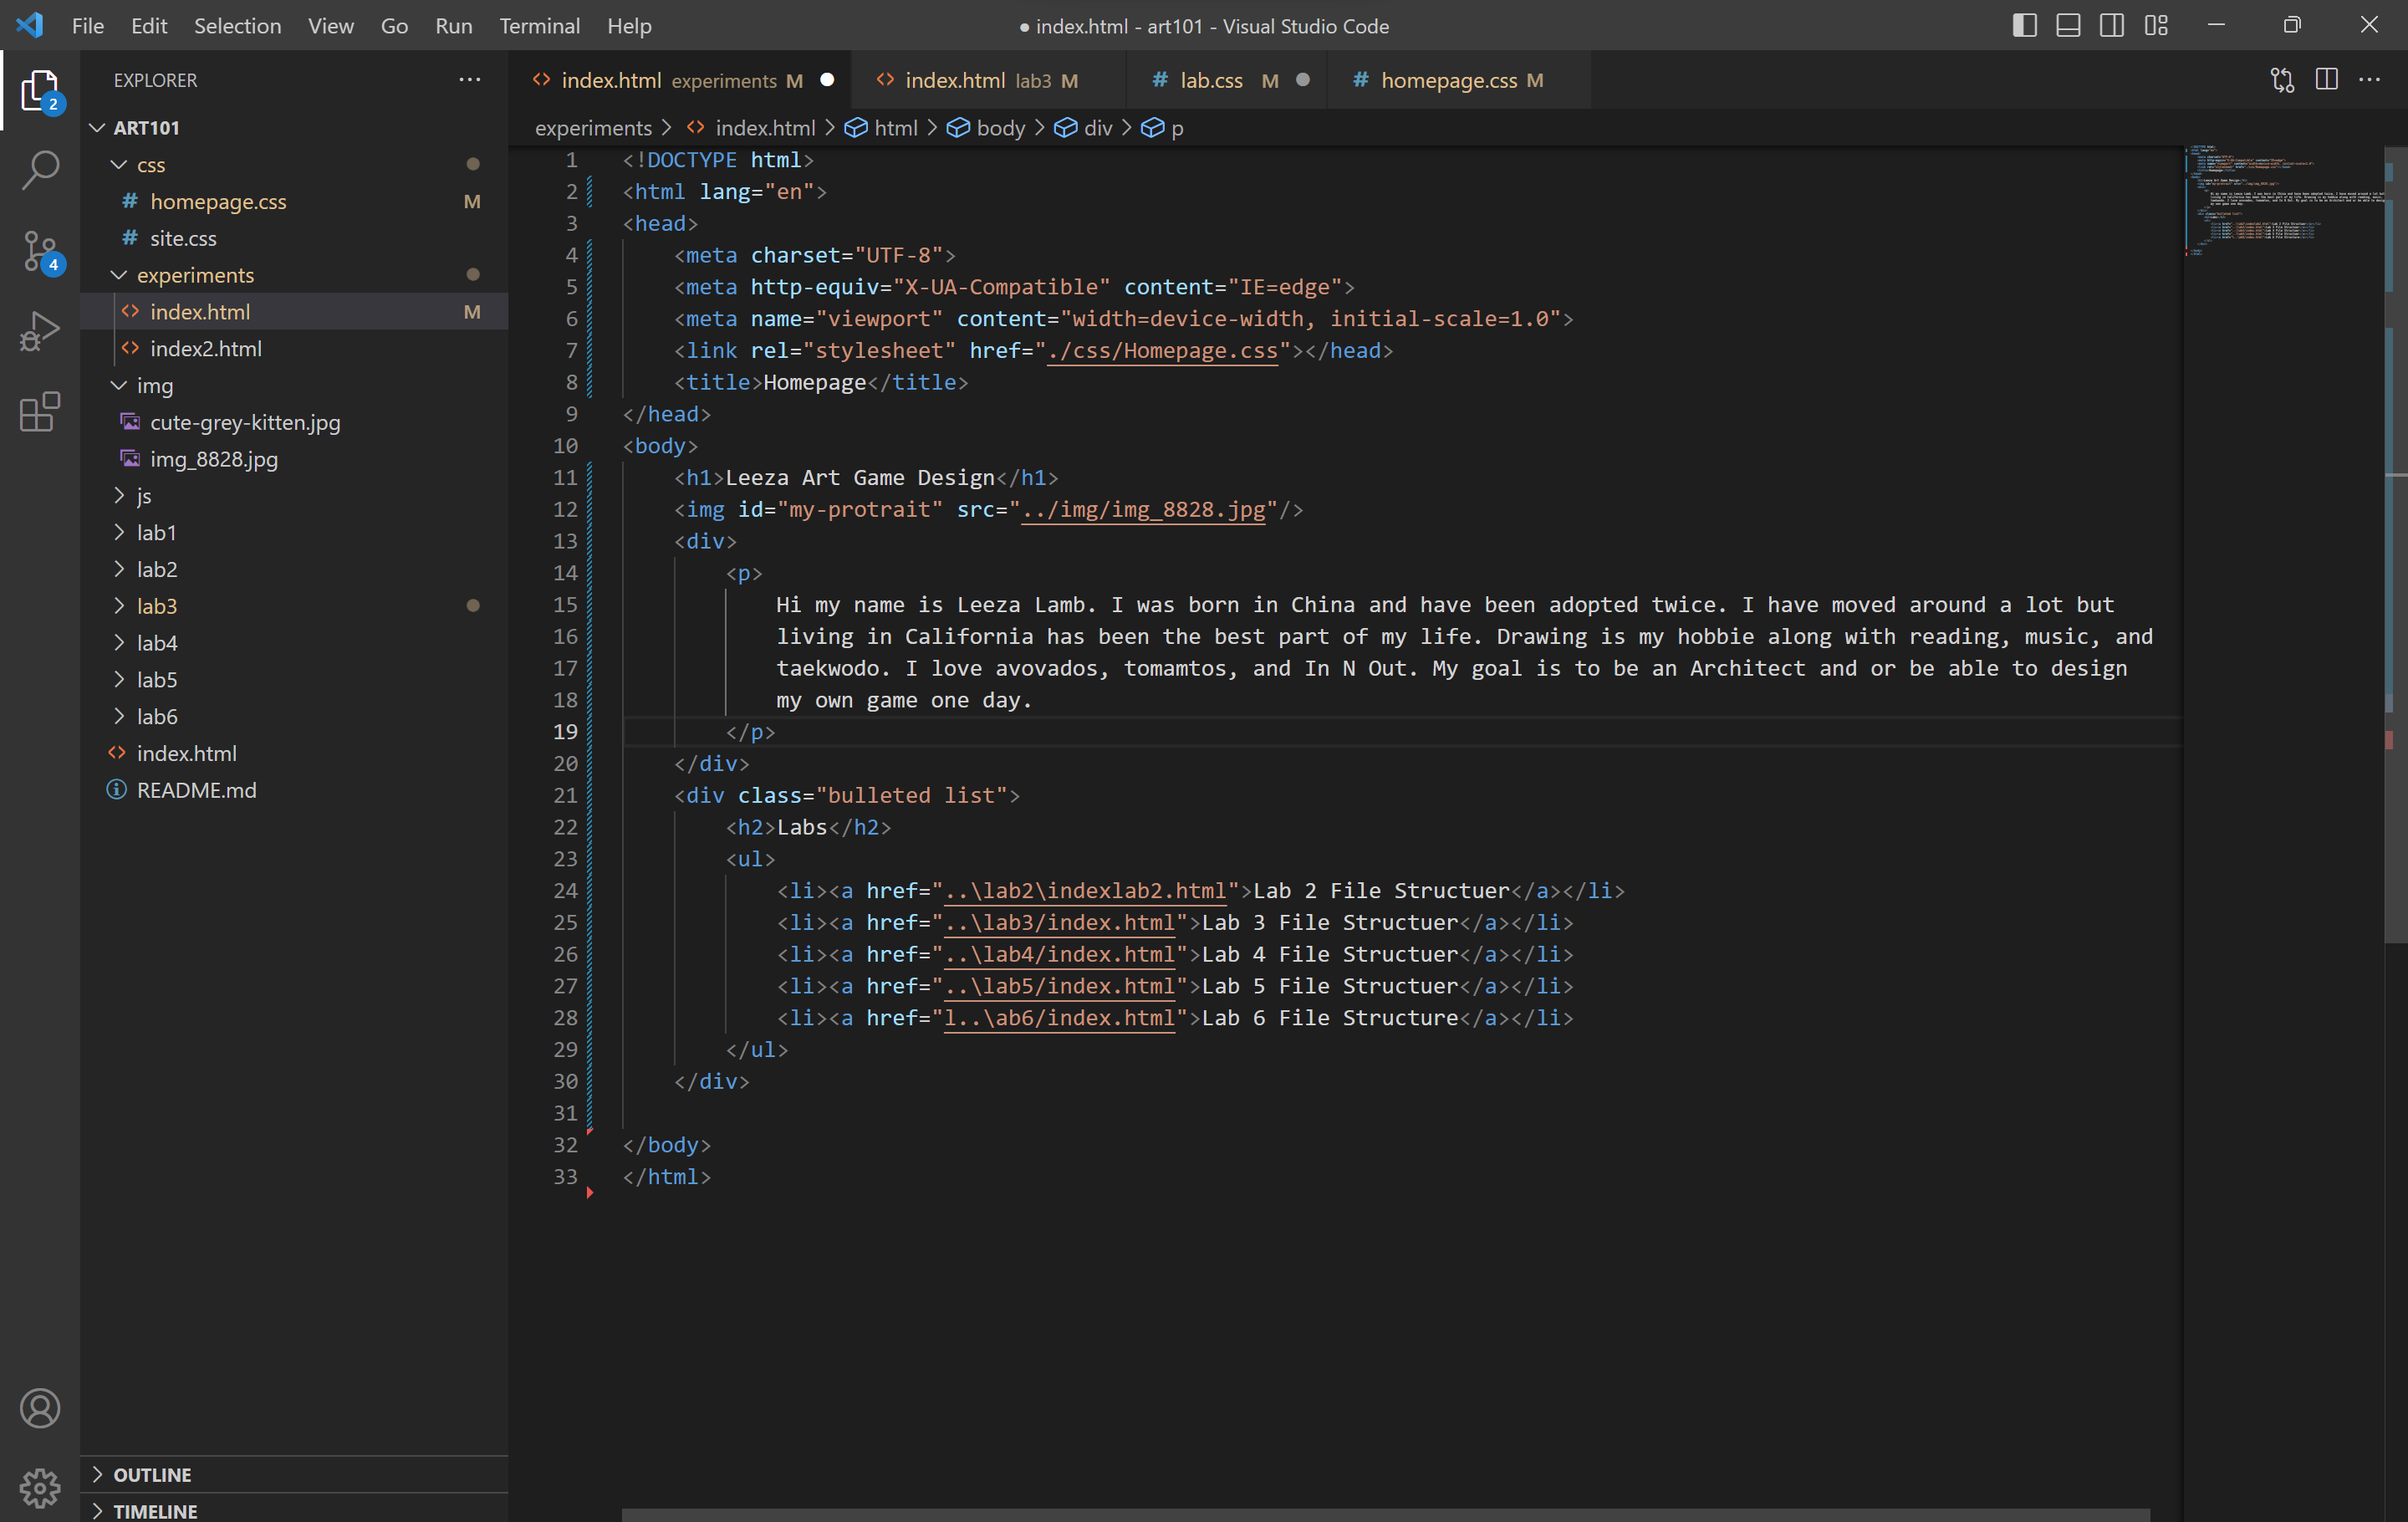 File Edit Selection View Go Run Terminal Help
● index.html - art101 - Visual Studio Code
EXPLORER
ART101
css
# homepage.css M
# site.css
experiments
<> index.html M
<> index2.html
img
cute-grey-kitten.jpg
img_8828.jpg
js
lab1
lab2
lab3
lab4
lab5
lab6
<> index.html
README.md
OUTLINE
TIMELINE
2
4
<> index.html experiments M ●
<> index.html lab3 M
# lab.css M ●
# homepage.css M
experiments > <> index.html > html > body > div > p
1 <!DOCTYPE html>
2 <html lang="en">
3 <head>
4 <meta charset="UTF-8">
5 <meta http-equiv="X-UA-Compatible" content="IE=edge">
6 <meta name="viewport" content="width=device-width, initial-scale=1.0">
7 <link rel="stylesheet" href="./css/Homepage.css"></head>
8 <title>Homepage</title>
9 </head>
10 <body>
11 <h1>Leeza Art Game Design</h1>
12 <img id="my-protrait" src="../img/img_8828.jpg"/>
13 <div>
14 <p>
15 Hi my name is Leeza Lamb. I was born in China and have been adopted twice. I have moved around a lot but
16 living in California has been the best part of my life. Drawing is my hobbie along with reading, music, and
17 taekwodo. I love avovados, tomamtos, and In N Out. My goal is to be an Architect and or be able to design
18 my own game one day.
19 </p>
20 </div>
21 <div class="bulleted list">
22 <h2>Labs</h2>
23 <ul>
24 <li><a href="..\lab2\indexlab2.html">Lab 2 File Structuer</a></li>
25 <li><a href="..\lab3/index.html">Lab 3 File Structuer</a></li>
26 <li><a href="..\lab4/index.html">Lab 4 File Structuer</a></li>
27 <li><a href="..\lab5/index.html">Lab 5 File Structuer</a></li>
28 <li><a href="l..\ab6/index.html">Lab 6 File Structure</a></li>
29 </ul>
30 </div>
31
32 </body>
33 </html>